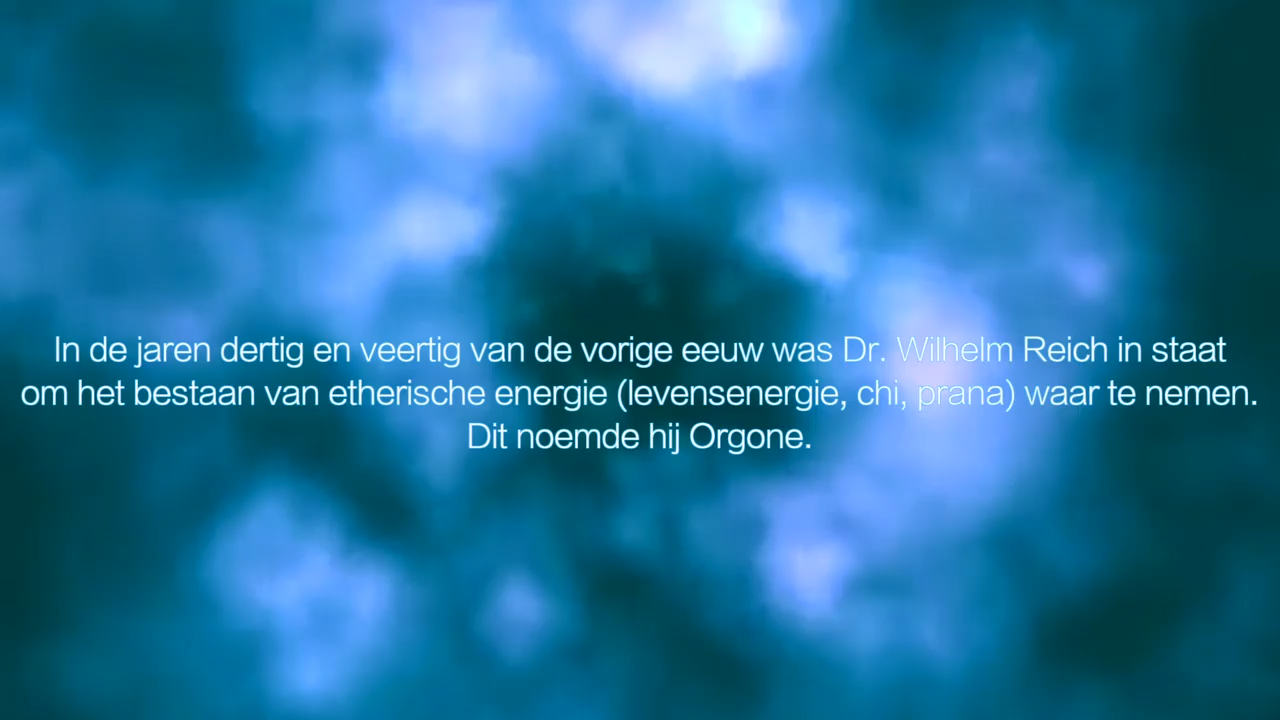 In de jaren dertig en veertig van de vorige eeuw was Dr. Wilhelm Reich in staat
om het bestaan van etherische energie (levensenergie, chi, prana) waar te nemen.
Dit noemde hij Orgone.